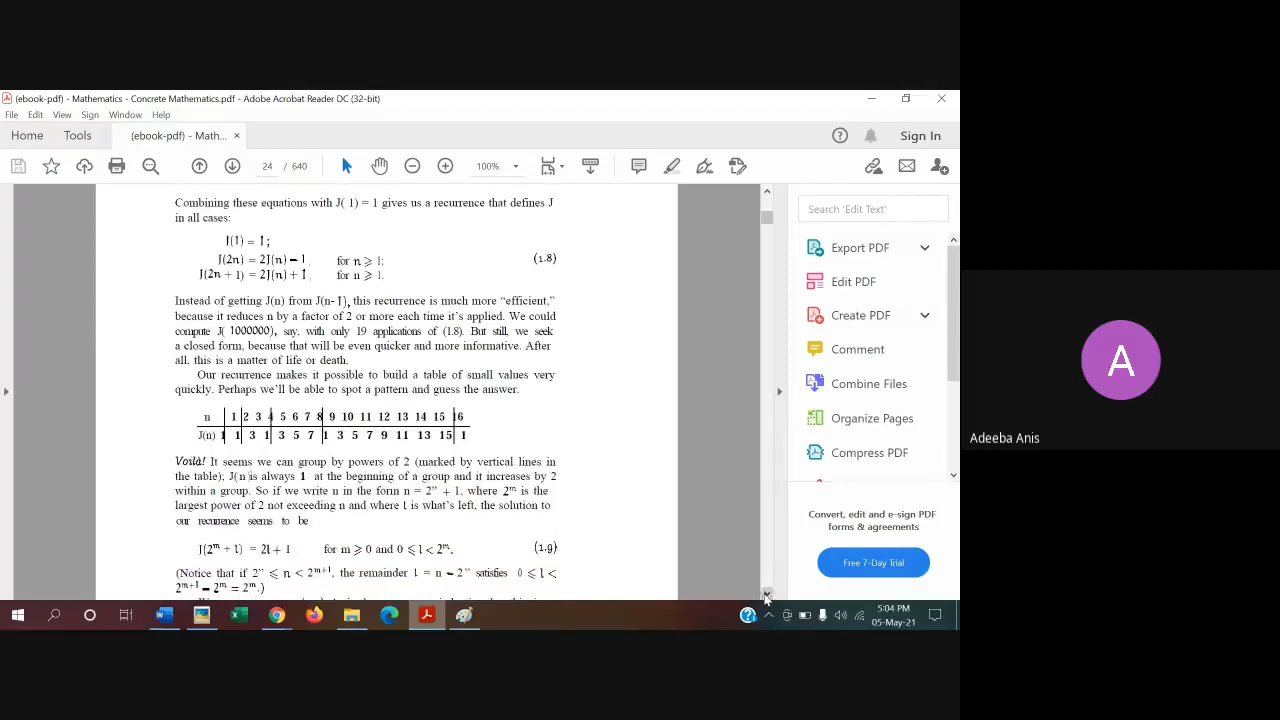 (ebook-pdf) - Mathematics - Concrete Mathematics.pdf - Adobe Acrobat Reader DC (32-bit)
File Edit View Sign Window Help
Home Tools (ebook-pdf) - Math... × Sign In
24 / 640 100%
Combining these equations with J( 1) = 1 gives us a recurrence that defines J
in all cases:
J(1) = 1;
J(2n) = 2J(n) − 1 for n ⩾ 1; (1.8)
J(2n + 1) = 2J(n) + 1 for n ⩾ 1.
Instead of getting J(n) from J(n- 1), this recurrence is much more “efficient,”
because it reduces n by a factor of 2 or more each time it’s applied. We could
compute J( 1000000), say, with only 19 applications of (1.8). But still, we seek
a closed form, because that will be even quicker and more informative. After
all, this is a matter of life or death.
Our recurrence makes it possible to build a table of small values very
quickly. Perhaps we’ll be able to spot a pattern and guess the answer.
n 1 2 3 4 5 6 7 8 9 10 11 12 13 14 15 16
J(n) 1 1 3 1 3 5 7 1 3 5 7 9 11 13 15 1
Voilà! It seems we can group by powers of 2 (marked by vertical lines in
the table); J( n is always 1 at the beginning of a group and it increases by 2
within a group. So if we write n in the form n = 2” + 1, where 2ᵐ is the
largest power of 2 not exceeding n and where l is what’s left, the solution to
our recurrence seems to be
J(2ᵐ + l) = 2l + 1 for m ⩾ 0 and 0 ⩽ l < 2ᵐ. (1.9)
(Notice that if 2” ⩽ n < 2ᵐ⁺¹, the remainder l = n − 2” satisfies 0 ⩽ l <
2ᵐ⁺¹ − 2ᵐ = 2ᵐ.)
Search 'Edit Text'
Export PDF
Edit PDF
Create PDF
Comment
Combine Files
Organize Pages
Compress PDF
Convert, edit and e-sign PDF
forms & agreements
Free 7-Day Trial
5:04 PM
05-May-21
A
Adeeba Anis